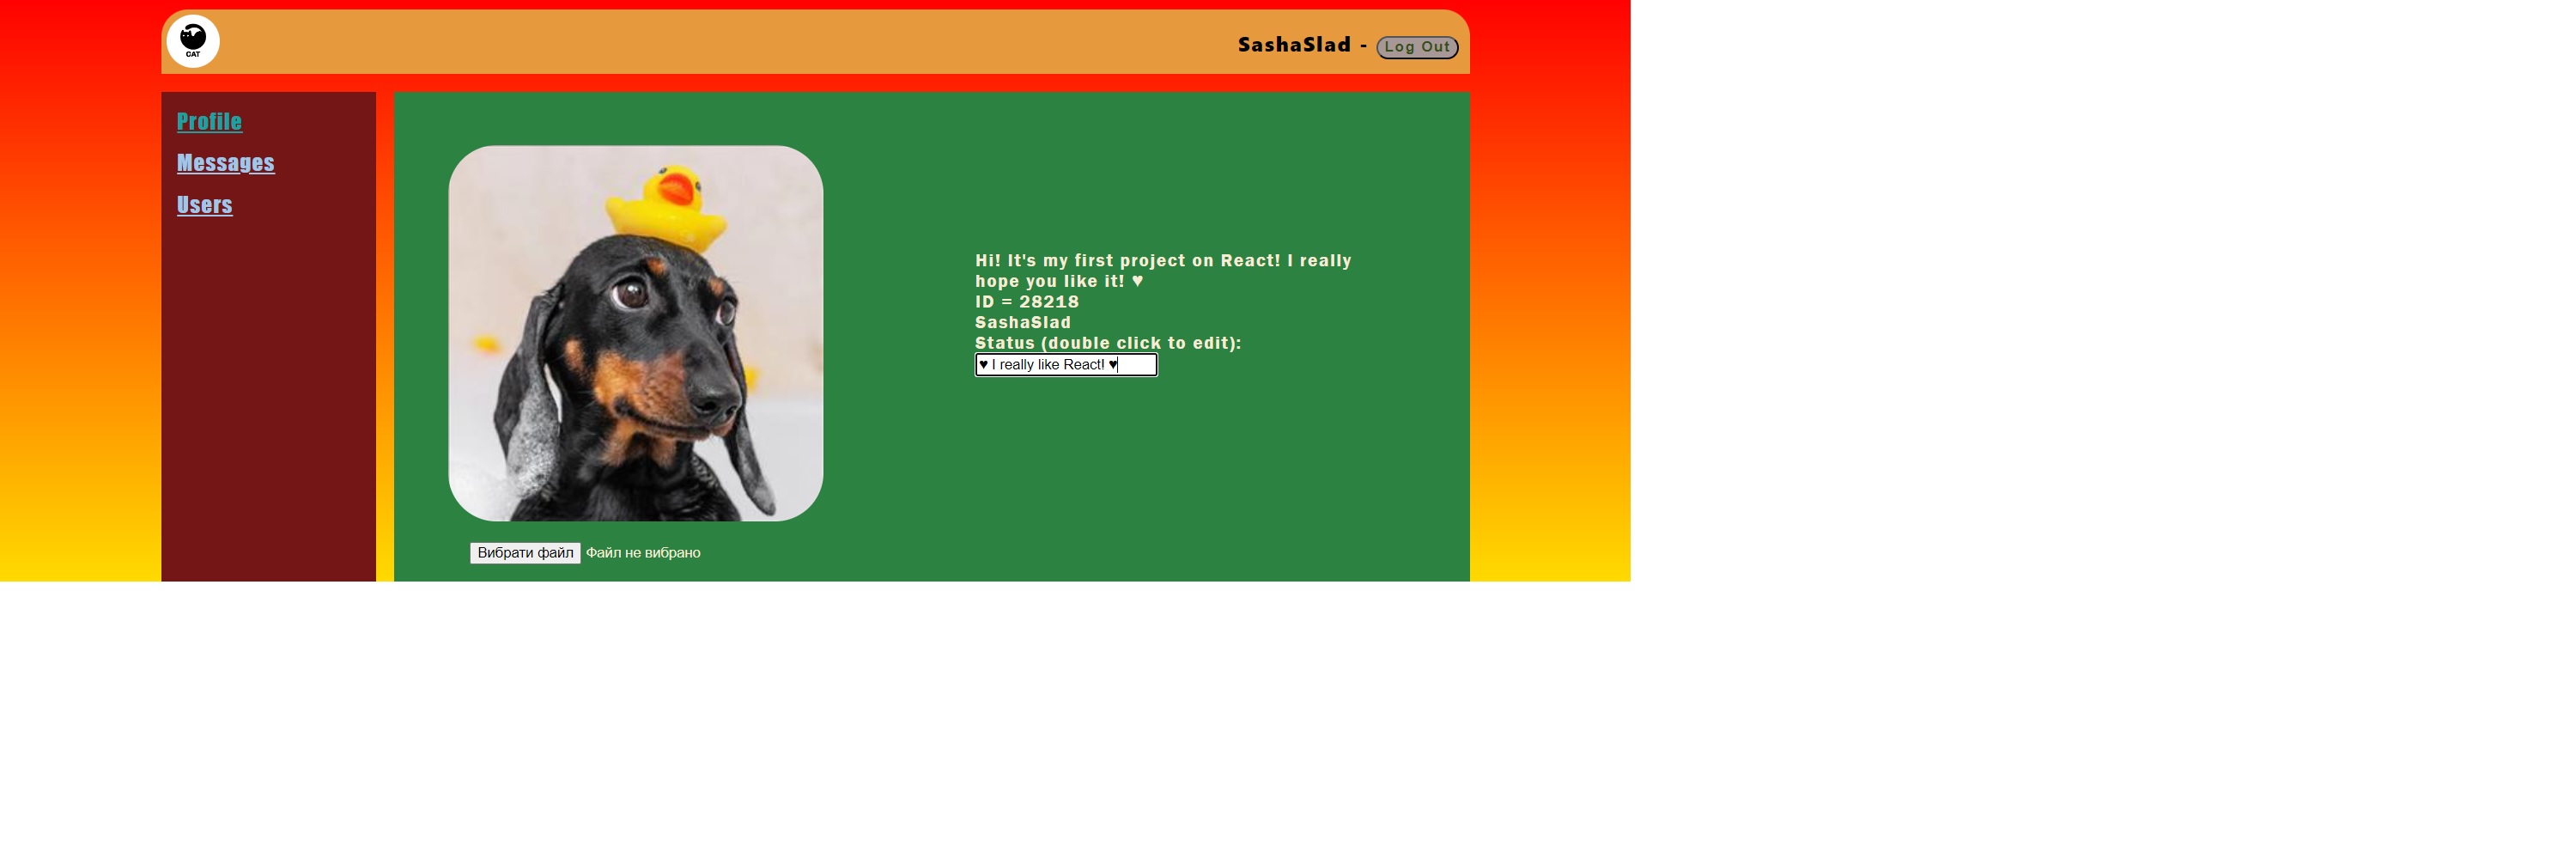 CAT
SashaSlad - Log Out
Profile
Messages
Users
Hi! It's my first project on React! I really
hope you like it! ♥
ID = 28218
SashaSlad
Status (double click to edit):
♥ I really like React! ♥
Вибрати файл Файл не вибрано